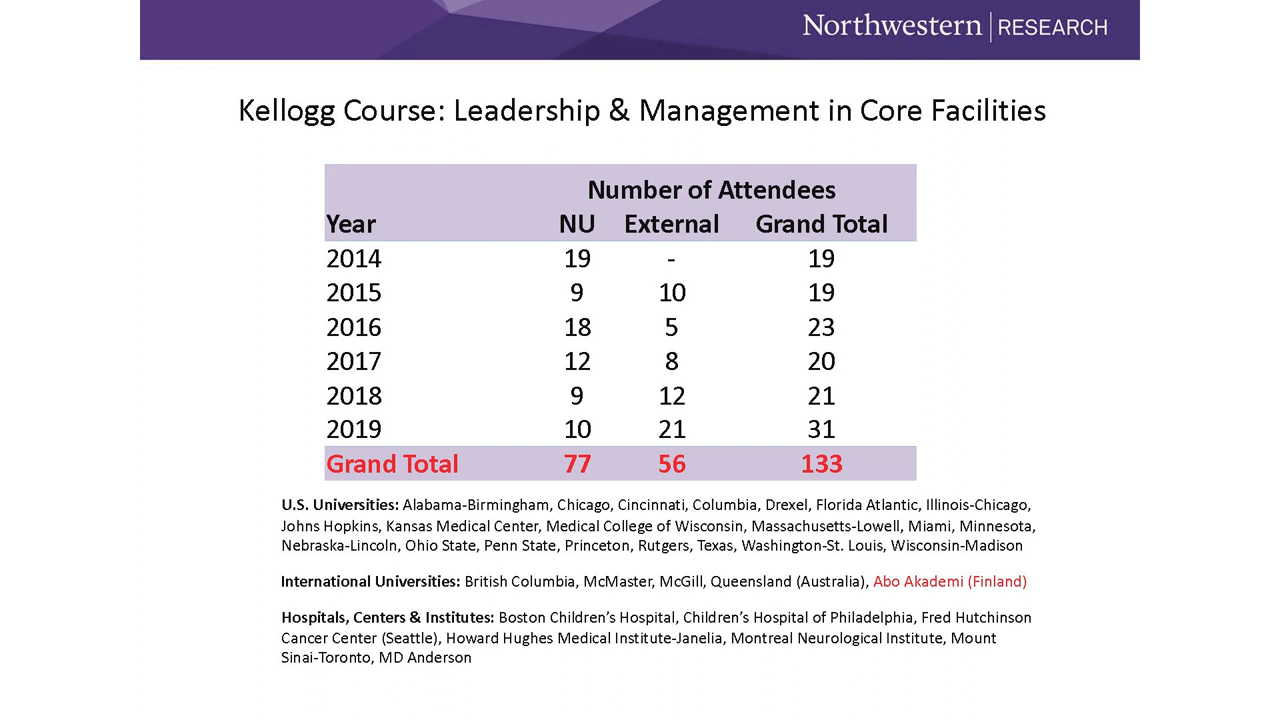 Northwestern | RESEARCH
Kellogg Course: Leadership & Management in Core Facilities
Number of Attendees
Year NU External Grand Total
2014 19 - 19
2015 9 10 19
2016 18 5 23
2017 12 8 20
2018 9 12 21
2019 10 21 31
Grand Total 77 56 133
U.S. Universities: Alabama-Birmingham, Chicago, Cincinnati, Columbia, Drexel, Florida Atlantic, Illinois-Chicago,
Johns Hopkins, Kansas Medical Center, Medical College of Wisconsin, Massachusetts-Lowell, Miami, Minnesota,
Nebraska-Lincoln, Ohio State, Penn State, Princeton, Rutgers, Texas, Washington-St. Louis, Wisconsin-Madison
International Universities: British Columbia, McMaster, McGill, Queensland (Australia), Abo Akademi (Finland)
Hospitals, Centers & Institutes: Boston Children’s Hospital, Children’s Hospital of Philadelphia, Fred Hutchinson
Cancer Center (Seattle), Howard Hughes Medical Institute-Janelia, Montreal Neurological Institute, Mount
Sinai-Toronto, MD Anderson